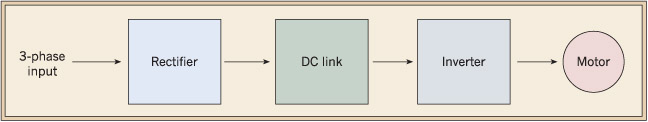 3-phase
input
Rectifier
DC link
Inverter
Motor